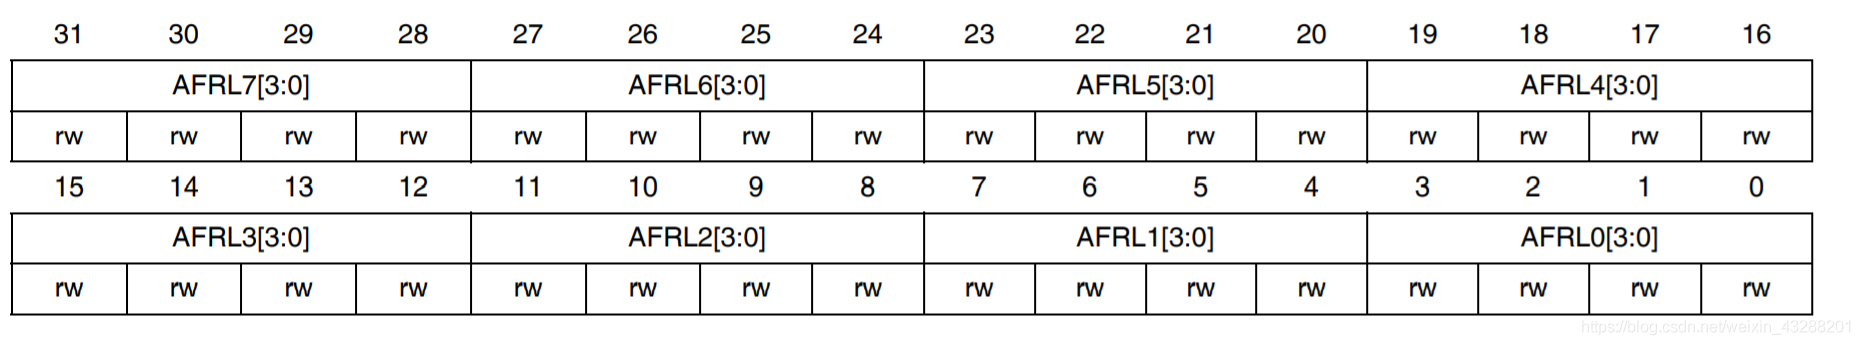 31 30 29 28 27 26 25 24 23 22 21 20 19 18 17 16
AFRL7[3:0] AFRL6[3:0] AFRL5[3:0] AFRL4[3:0]
rw rw rw rw rw rw rw rw rw rw rw rw rw rw rw rw
15 14 13 12 11 10 9 8 7 6 5 4 3 2 1 0
AFRL3[3:0] AFRL2[3:0] AFRL1[3:0] AFRL0[3:0]
rw rw rw rw rw rw rw rw rw rw rw rw rw rw rw rw
https://blog.csdn.net/weixin_43288201